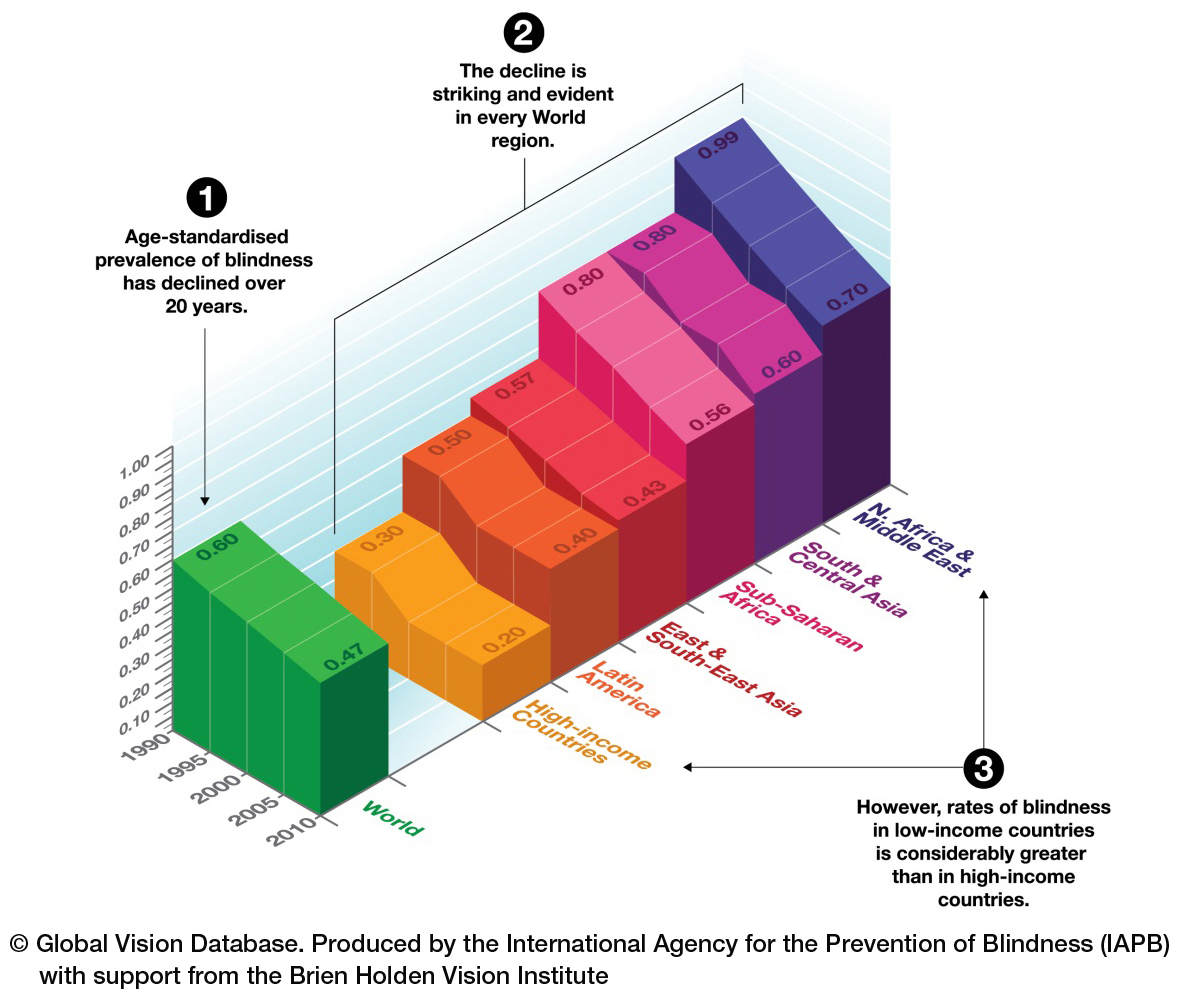 1
Age-standardised
prevalence of blindness
has declined over
20 years.
2
The decline is
striking and evident
in every World
region.
1.00
0.90
0.80
0.70
0.60
0.50
0.40
0.30
0.20
0.10
1990
1995
2000
2005
2010
0.60
0.47
World
0.30
0.20
High-income
Countries
0.50
0.40
Latin
America
0.57
0.43
East &
South-East Asia
0.80
0.56
Sub-Saharan
Africa
0.80
0.60
South &
Central Asia
0.99
0.70
N. Africa &
Middle East
3
However, rates of blindness
in low-income countries
is considerably greater
than in high-income
countries.
© Global Vision Database. Produced by the International Agency for the Prevention of Blindness (IAPB)
with support from the Brien Holden Vision Institute